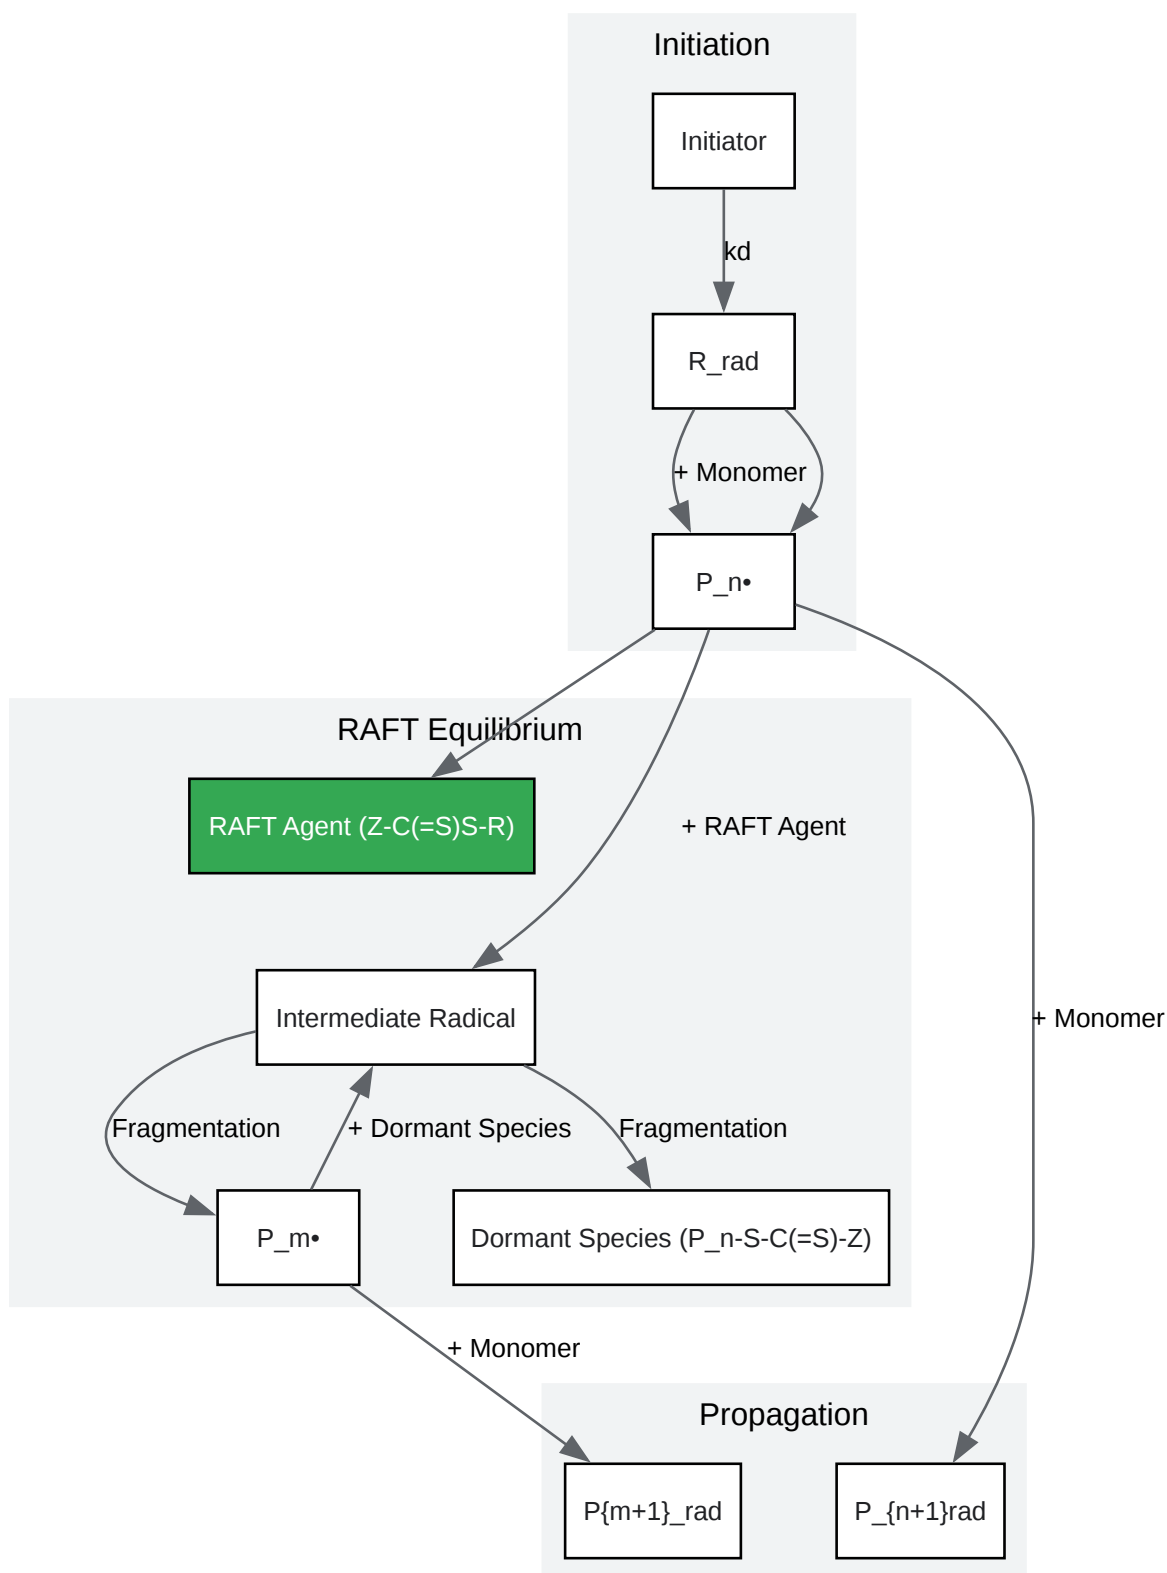 Initiation
Initiator
kd
R_rad
+ Monomer
P_n•
RAFT Equilibrium
RAFT Agent (Z-C(=S)S-R)
+ RAFT Agent
Intermediate Radical
+ Monomer
Fragmentation
+ Dormant Species
Fragmentation
P_m•
Dormant Species (P_n-S-C(=S)-Z)
+ Monomer
Propagation
P{m+1}_rad
P_{n+1}rad